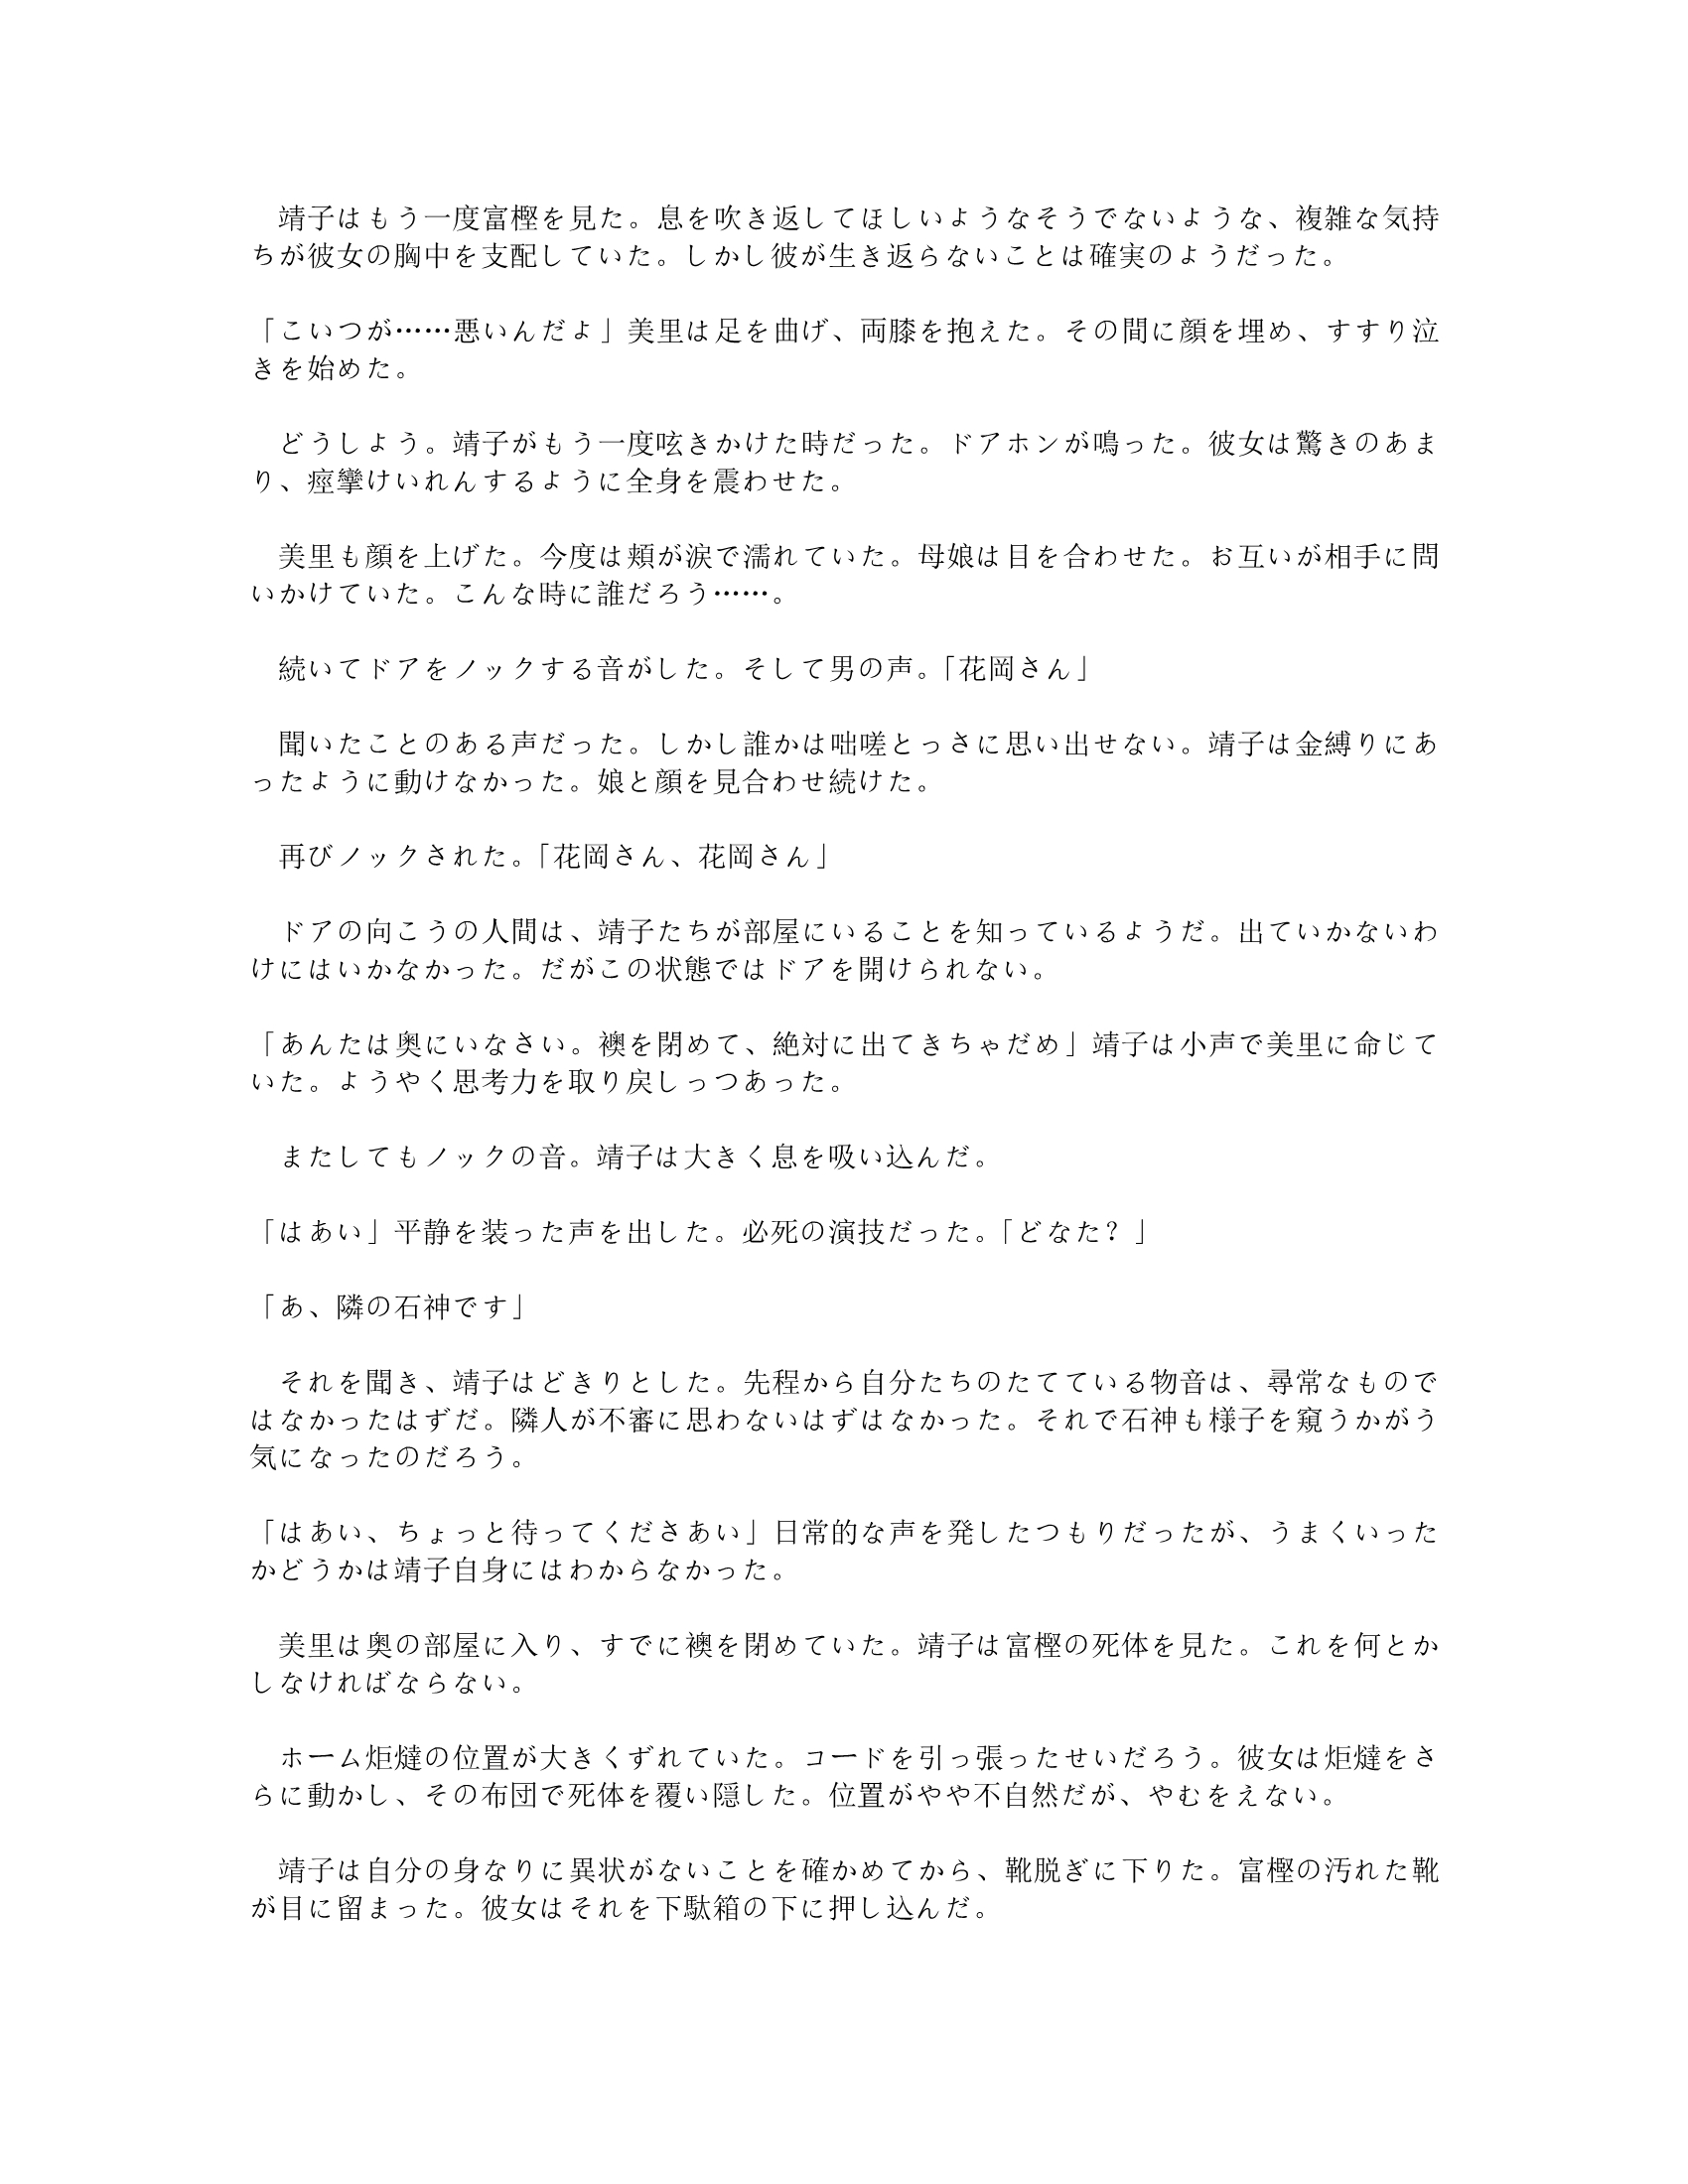 靖子はもう一度富樫を見た。息を吹き返してほしいようなそうでないような、複雑な気持
ちが彼女の胸中を支配していた。しかし彼が生き返らないことは確実のようだった。
「こいつが……悪いんだよ」美里は足を曲げ、両膝を抱えた。その間に顔を埋め、すすり泣
きを始めた。
どうしよう。靖子がもう一度呟きかけた時だった。ドアホンが鳴った。彼女は驚きのあま
り、痙攣けいれんするように全身を震わせた。
美里も顔を上げた。今度は頬が涙で濡れていた。母娘は目を合わせた。お互いが相手に問
いかけていた。こんな時に誰だろう……。
続いてドアをノックする音がした。そして男の声。「花岡さん」
聞いたことのある声だった。しかし誰かは咄嗟とっさに思い出せない。靖子は金縛りにあ
ったように動けなかった。娘と顔を見合わせ続けた。
再びノックされた。「花岡さん、花岡さん」
ドアの向こうの人間は、靖子たちが部屋にいることを知っているようだ。出ていかないわ
けにはいかなかった。だがこの状態ではドアを開けられない。
「あんたは奥にいなさい。襖を閉めて、絶対に出てきちゃだめ」靖子は小声で美里に命じて
いた。ようやく思考力を取り戻しっつあった。
またしてもノックの音。靖子は大きく息を吸い込んだ。
「はあい」平静を装った声を出した。必死の演技だった。「どなた？」
「あ、隣の石神です」
それを聞き、靖子はどきりとした。先程から自分たちのたてている物音は、尋常なもので
はなかったはずだ。隣人が不審に思わないはずはなかった。それで石神も様子を窺うかがう
気になったのだろう。
「はあい、ちょっと待ってくださあい」日常的な声を発したつもりだったが、うまくいった
かどうかは靖子自身にはわからなかった。
美里は奥の部屋に入り、すでに襖を閉めていた。靖子は富樫の死体を見た。これを何とか
しなければならない。
ホーム炬燵の位置が大きくずれていた。コードを引っ張ったせいだろう。彼女は炬燵をさ
らに動かし、その布団で死体を覆い隠した。位置がやや不自然だが、やむをえない。
靖子は自分の身なりに異状がないことを確かめてから、靴脱ぎに下りた。富樫の汚れた靴
が目に留まった。彼女はそれを下駄箱の下に押し込んだ。